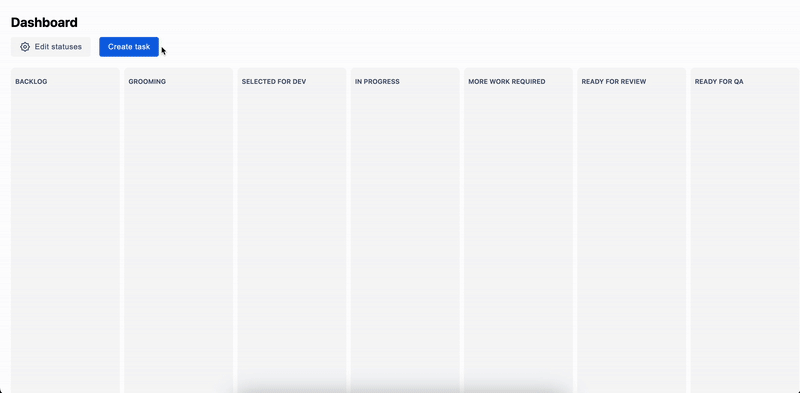 Dashboard
Edit statuses
Create task
BACKLOG
GROOMING
SELECTED FOR DEV
IN PROGRESS
MORE WORK REQUIRED
READY FOR REVIEW
READY FOR QA